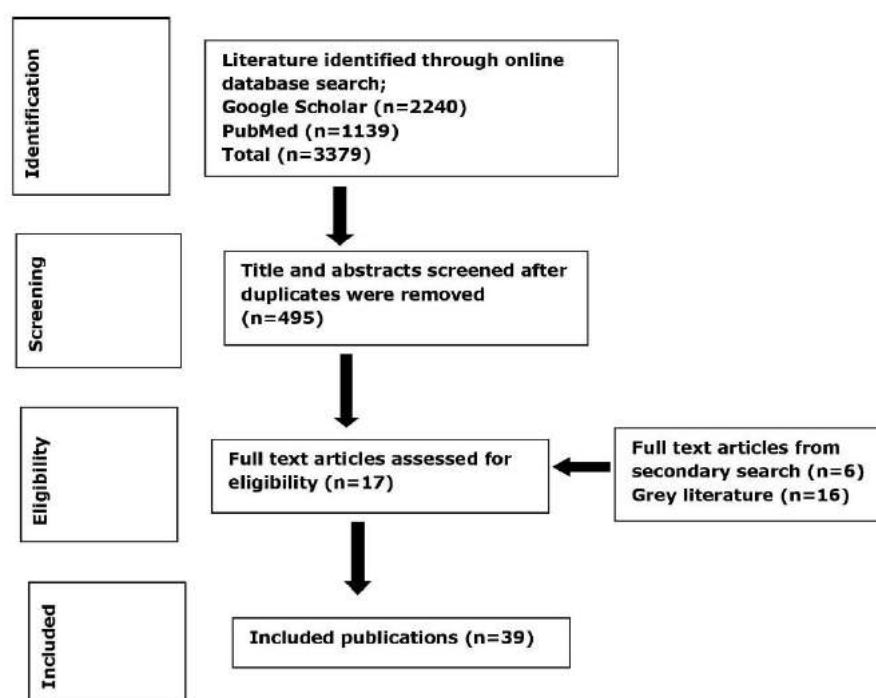 Identification
Literature identified through online
database search;
Google Scholar (n=2240)
PubMed (n=1139)
Total (n=3379)
Screening
Title and abstracts screened after
duplicates were removed
(n=495)
Eligibility
Full text articles assessed for
eligibility (n=17)
Full text articles from
secondary search (n=6)
Grey literature (n=16)
Included
Included publications (n=39)